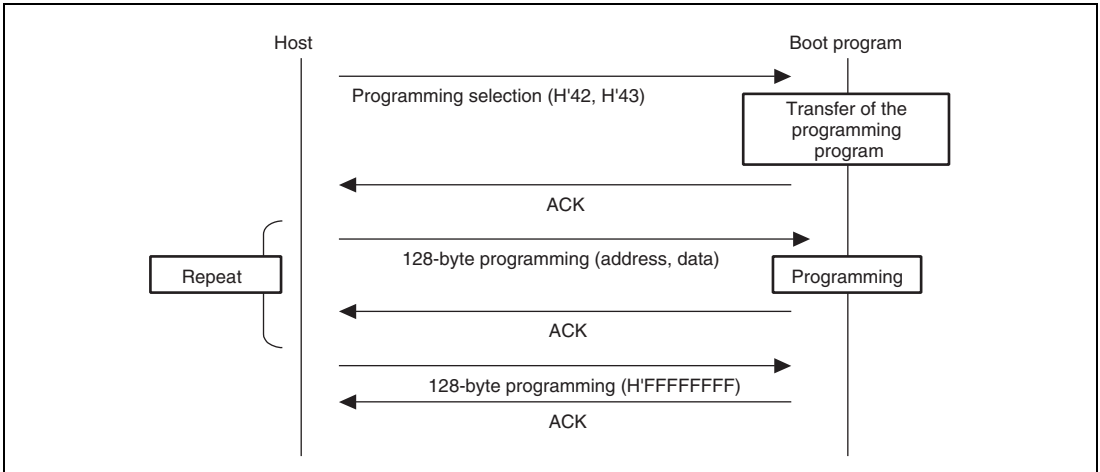 Host
Boot program
Programming selection (H'42, H'43)
Transfer of the
programming
program
ACK
128-byte programming (address, data)
Repeat
Programming
ACK
128-byte programming (H'FFFFFFFF)
ACK